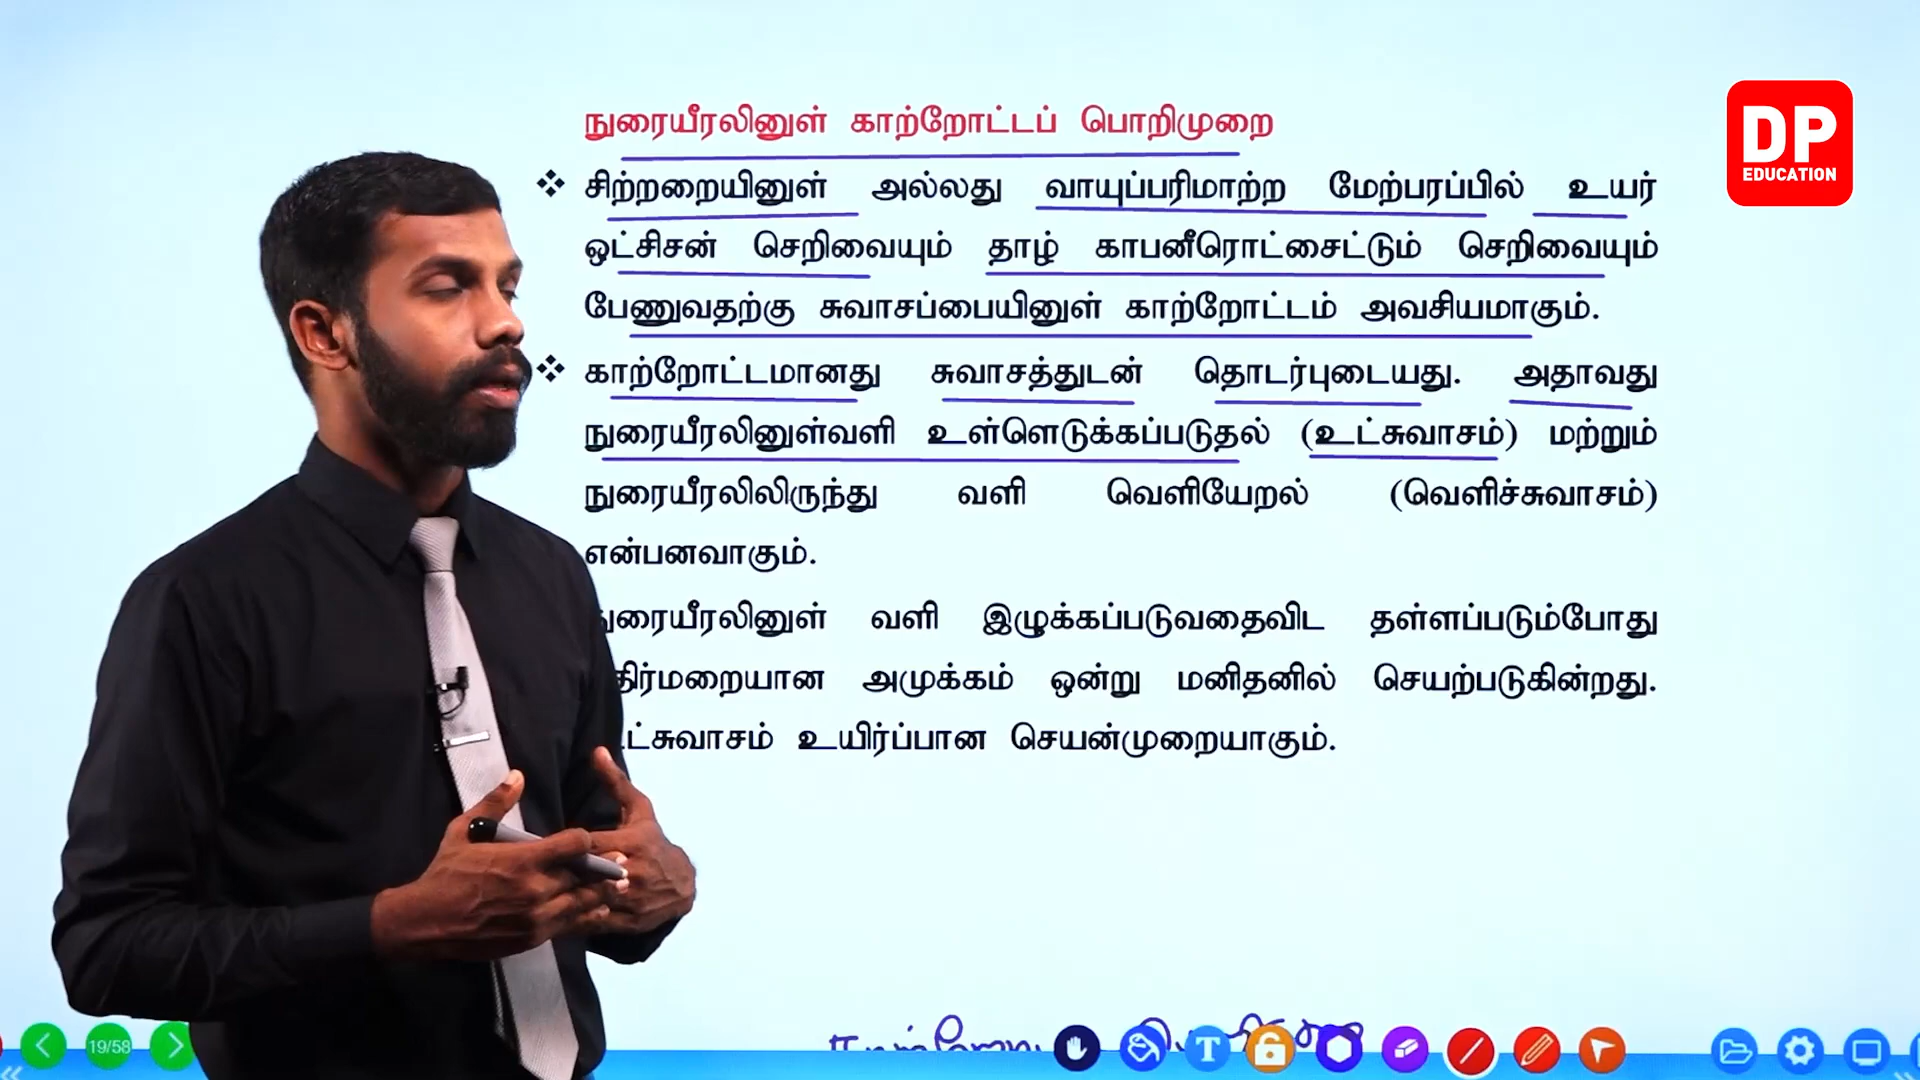 நுரையீரலினுள் காற்றோட்டப் பொறிமுறை
DP
EDUCATION
❖ சிற்றறையினுள் அல்லது வாயுப்பரிமாற்ற மேற்பரப்பில் உயர்
ஒட்சிசன் செறிவையும் தாழ் காபனீரொட்சைட்டும் செறிவையும்
பேணுவதற்கு சுவாசப்பையினுள் காற்றோட்டம் அவசியமாகும்.
❖ காற்றோட்டமானது சுவாசத்துடன் தொடர்புடையது. அதாவது
நுரையீரலினுள்வளி உள்ளெடுக்கப்படுதல் (உட்சுவாசம்) மற்றும்
நுரையீரலிலிருந்து வளி வெளியேறல் (வெளிச்சுவாசம்)
என்பனவாகும்.
நுரையீரலினுள் வளி இழுக்கப்படுவதைவிட தள்ளப்படும்போது
திர்மறையான அமுக்கம் ஒன்று மனிதனில் செயற்படுகின்றது.
ட்சுவாசம் உயிர்ப்பான செயன்முறையாகும்.
19/58
T